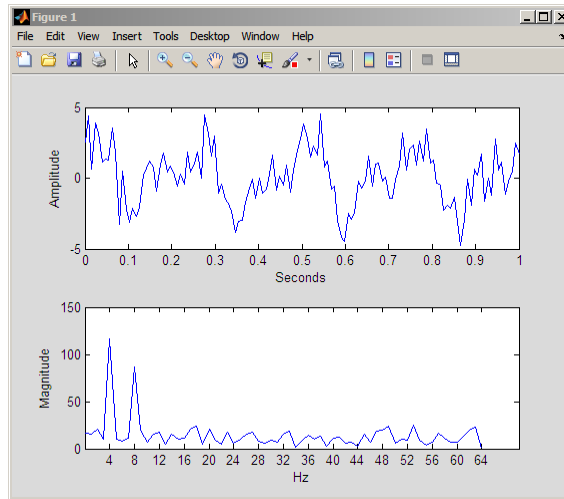 Figure 1
File Edit View Insert Tools Desktop Window Help
5
0
-5
Amplitude
0 0.1 0.2 0.3 0.4 0.5 0.6 0.7 0.8 0.9 1
Seconds
150
100
50
0
Magnitude
4 8 12 16 20 24 28 32 36 40 44 48 52 56 60 64
Hz